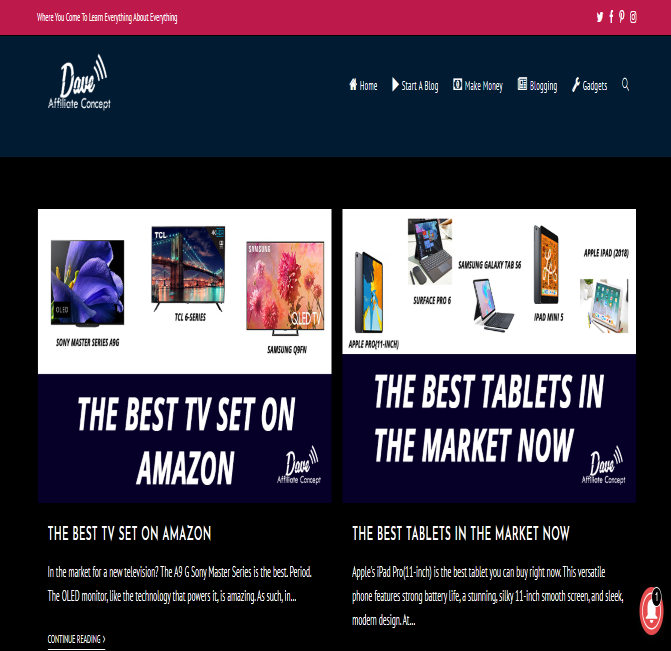 Where You Come To Learn Everything About Everything
Dave
Affiliate Concept
Home
Start A Blog
Make Money
Blogging
Gadgets
TCL
SAMSUNG
OLED
QLED TV
SONY MASTER SERIES A9G
TCL 6-SERIES
SAMSUNG Q9FN
THE BEST TV SET ON
AMAZON
Dave
Affiliate Concept
APPLE IPAD (2018)
SAMSUNG GALAXY TAB S6
SURFACE PRO 6
IPAD MINI 5
APPLE PRO(11-INCH)
THE BEST TABLETS IN
THE MARKET NOW
Dave
Affiliate Concept
THE BEST TV SET ON AMAZON
In the market for a new television? The A9 G Sony Master Series is the best. Period.
The OLED monitor, like the technology that powers it, is amazing. As such, in...
CONTINUE READING >
THE BEST TABLETS IN THE MARKET NOW
Apple's iPad Pro(11-inch) is the best tablet you can buy right now. This versatile
phone features strong battery life, a stunning, silky 11-inch smooth screen, and sleek,
modern design. At...
1